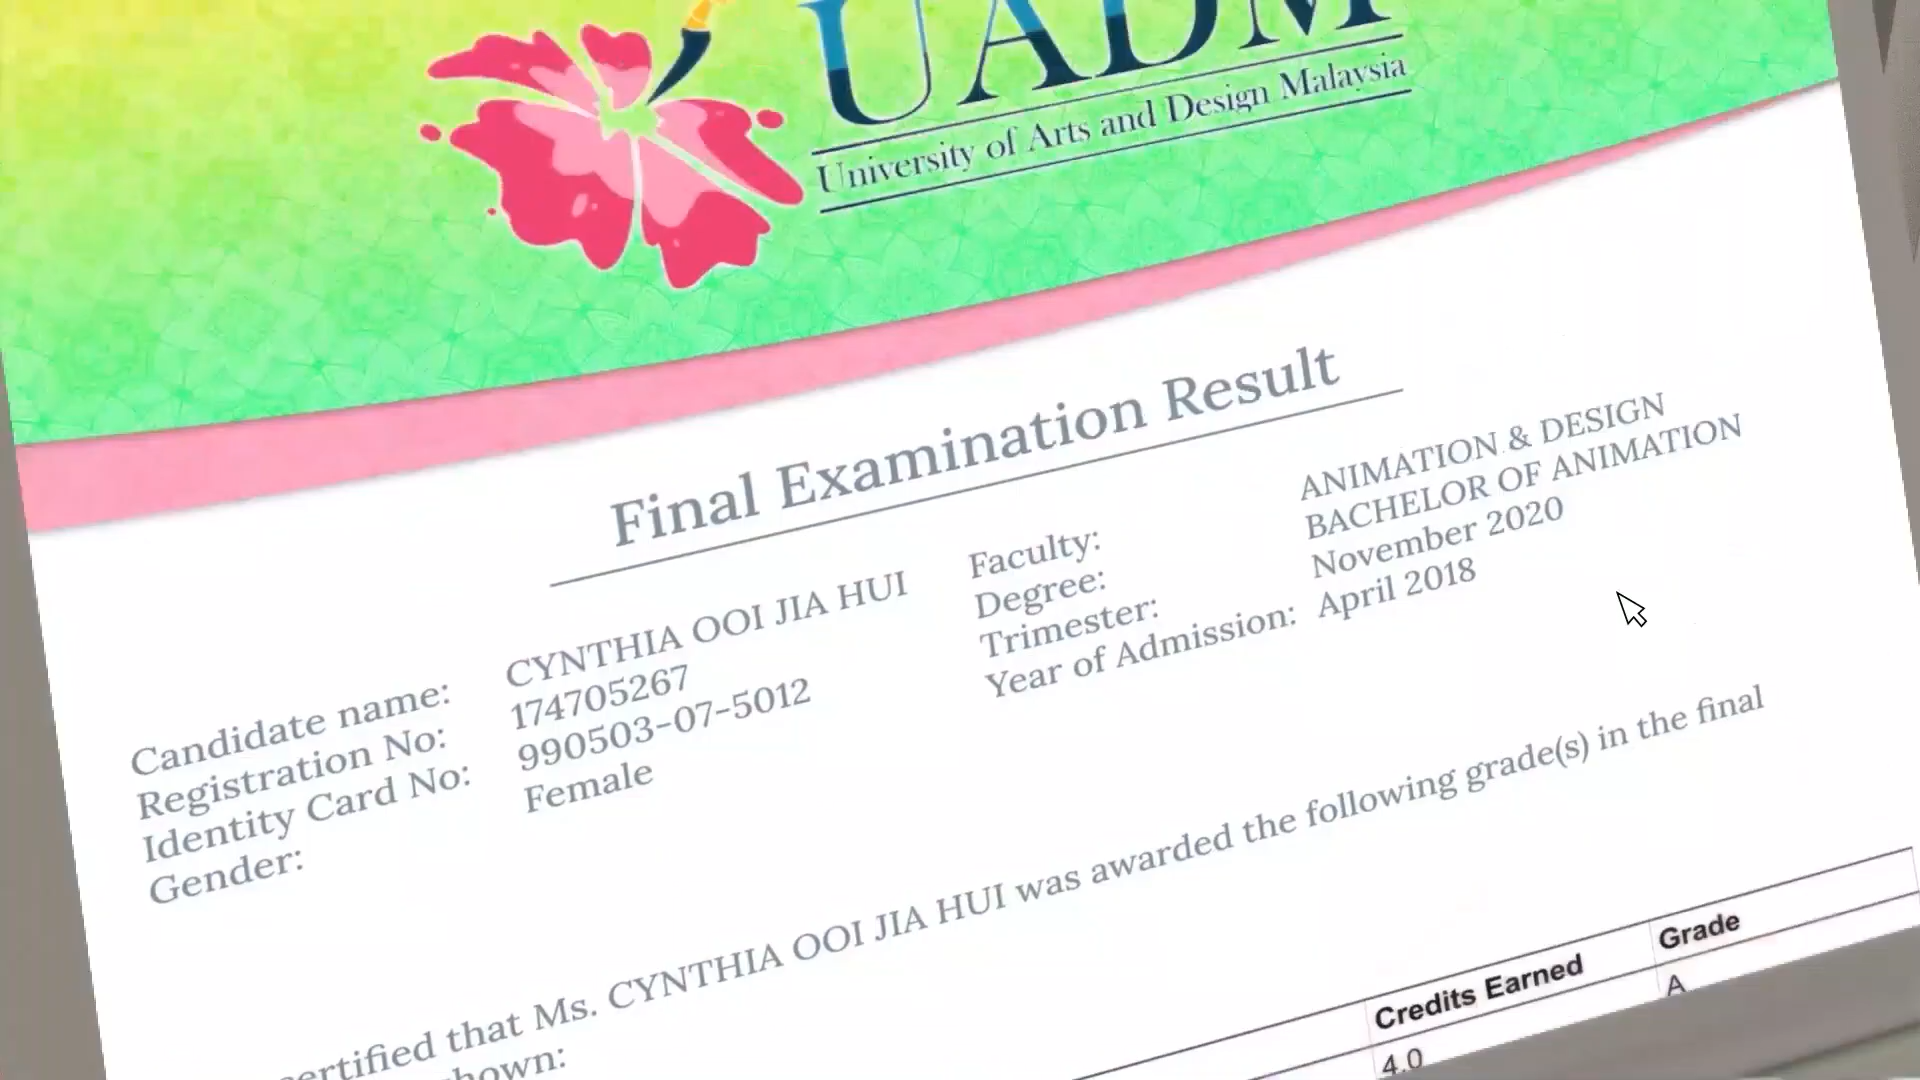 UADM
University of Arts and Design Malaysia
Final Examination Result
Candidate name: CYNTHIA OOI JIA HUI
Registration No: 174705267
Identity Card No: 990503-07-5012
Gender: Female
Faculty: ANIMATION & DESIGN
Degree: BACHELOR OF ANIMATION
Trimester: November 2020
Year of Admission: April 2018
certified that Ms. CYNTHIA OOI JIA HUI was awarded the following grade(s) in the final
shown:
Credits Earned Grade
4.0 A